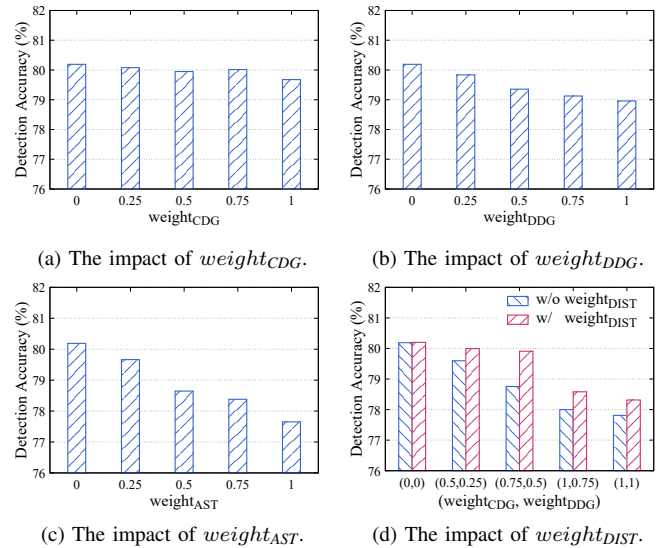 82
81
80
79
78
77
76
Detection Accuracy (%)
0 0.25 0.5 0.75 1
weightCDG
(a) The impact of weightCDG.
82
81
80
79
78
77
76
Detection Accuracy (%)
0 0.25 0.5 0.75 1
weightDDG
(b) The impact of weightDDG.
82
81
80
79
78
77
76
Detection Accuracy (%)
0 0.25 0.5 0.75 1
weightAST
(c) The impact of weightAST.
82
81
80
79
78
77
76
Detection Accuracy (%)
w/o weightDIST
w/ weightDIST
(0,0) (0.5,0.25) (0.75,0.5) (1,0.75) (1,1)
(weightCDG, weightDDG)
(d) The impact of weightDIST.